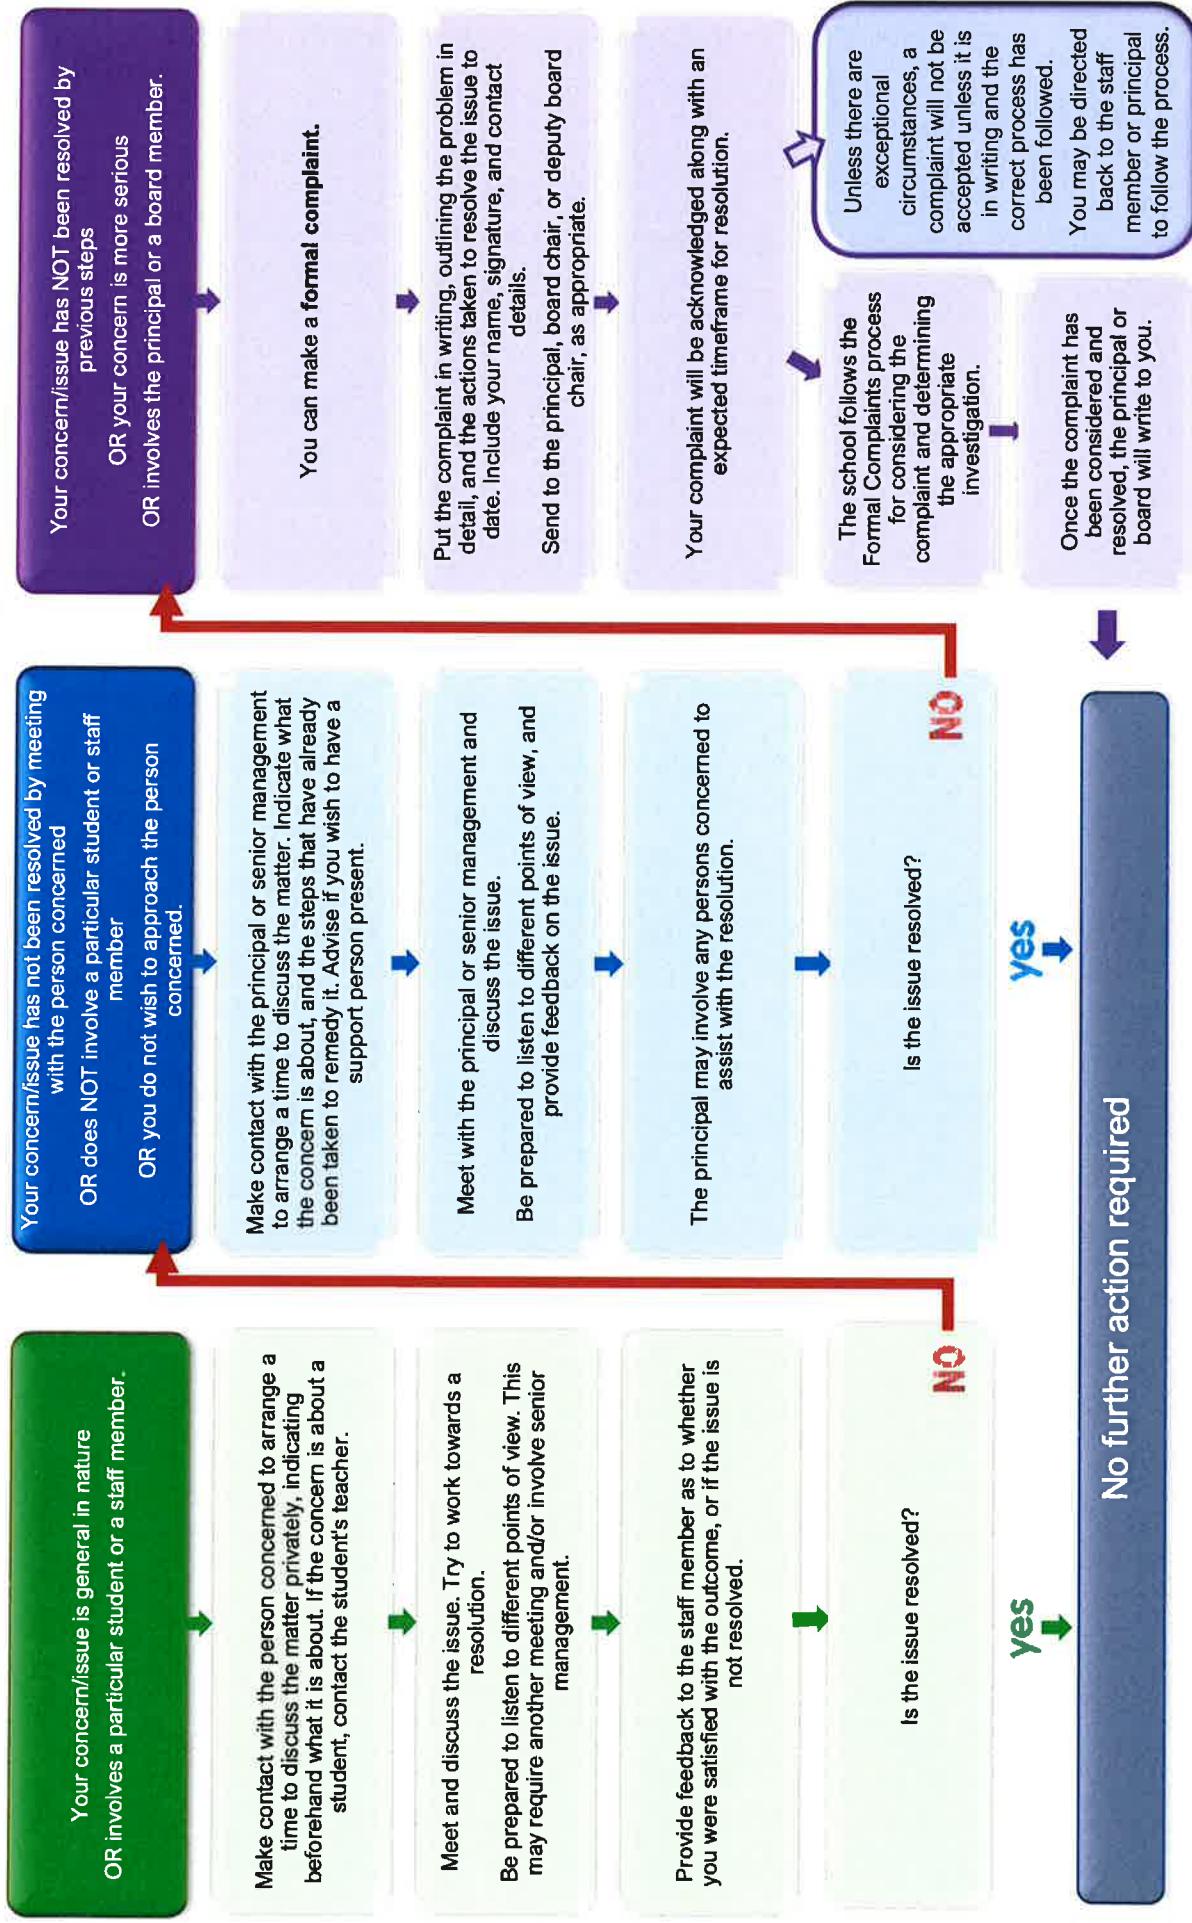 Your concern/issue is general in nature
OR involves a particular student or a staff member.
Make contact with the person concerned to arrange a
time to discuss the matter privately, indicating
beforehand what it is about. If the concern is about a
student, contact the student's teacher.
Meet and discuss the issue. Try to work towards a
resolution.
Be prepared to listen to different points of view. This
may require another meeting and/or involve senior
management.
Provide feedback to the staff member as to whether
you were satisfied with the outcome, or if the issue is
not resolved.
Is the issue resolved?
NO
yes
Your concern/issue has not been resolved by meeting
with the person concerned
OR does NOT involve a particular student or staff
member
OR you do not wish to approach the person
concerned.
Make contact with the principal or senior management
to arrange a time to discuss the matter. Indicate what
the concern is about, and the steps that have already
been taken to remedy it. Advise if you wish to have a
support person present.
Meet with the principal or senior management and
discuss the issue.
Be prepared to listen to different points of view, and
provide feedback on the issue.
The principal may involve any persons concerned to
assist with the resolution.
Is the issue resolved?
NO
yes
Your concern/issue has NOT been resolved by
previous steps
OR your concern is more serious
OR involves the principal or a board member.
You can make a formal complaint.
Put the complaint in writing, outlining the problem in
detail, and the actions taken to resolve the issue to
date. Include your name, signature, and contact
details.
Send to the principal, board chair, or deputy board
chair, as appropriate.
Your complaint will be acknowledged along with an
expected timeframe for resolution.
The school follows the
Formal Complaints process
for considering the
complaint and determining
the appropriate
investigation.
Once the complaint has
been considered and
resolved, the principal or
board will write to you.
Unless there are
exceptional
circumstances, a
complaint will not be
accepted unless it is
in writing and the
correct process has
been followed.
You may be directed
back to the staff
member or principal
to follow the process.
No further action required